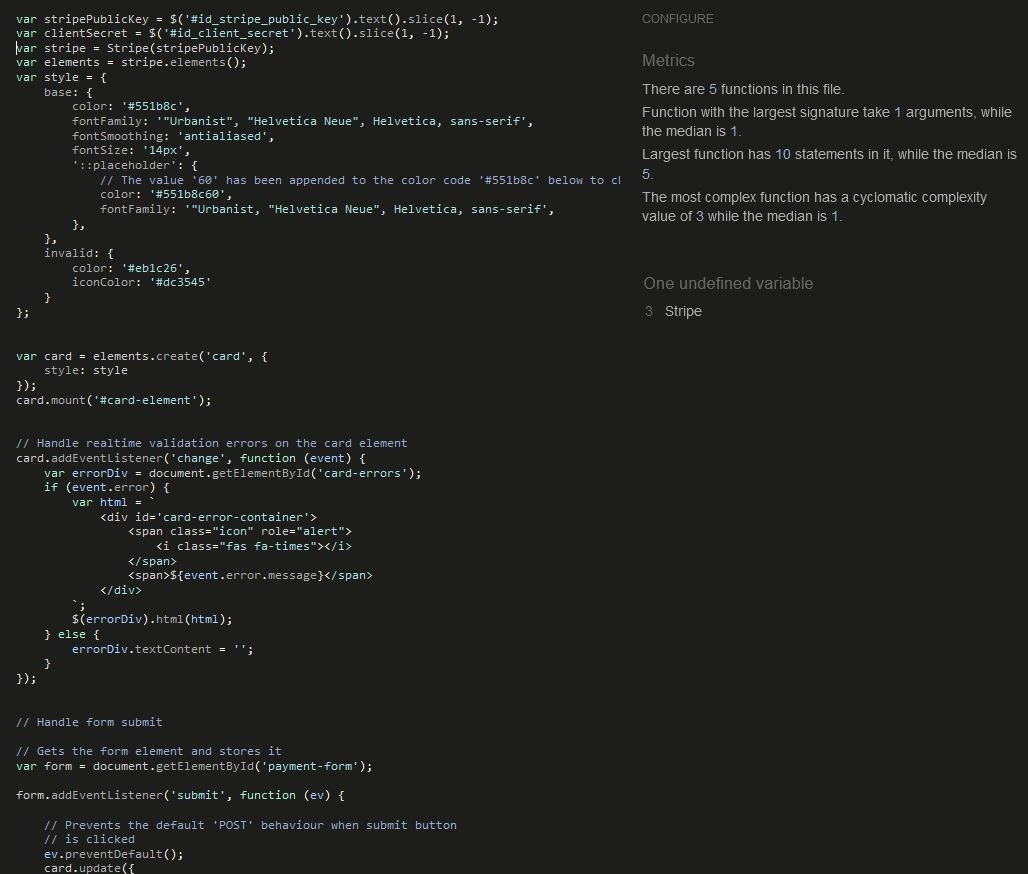 var stripePublicKey = $('#id_stripe_public_key').text().slice(1, -1);
var clientSecret = $('#id_client_secret').text().slice(1, -1);
var stripe = Stripe(stripePublicKey);
var elements = stripe.elements();
var style = {
    base: {
        color: '#551b8c',
        fontFamily: '"Urbanist", "Helvetica Neue", Helvetica, sans-serif',
        fontSmoothing: 'antialiased',
        fontSize: '14px',
        '::placeholder': {
            // The value '60' has been appended to the color code '#551b8c' below to cl
            color: '#551b8c60',
            fontFamily: '"Urbanist, "Helvetica Neue", Helvetica, sans-serif',
        },
    },
    invalid: {
        color: '#eb1c26',
        iconColor: '#dc3545'
    }
};
var card = elements.create('card', {
    style: style
});
card.mount('#card-element');
// Handle realtime validation errors on the card element
card.addEventListener('change', function (event) {
    var errorDiv = document.getElementById('card-errors');
    if (event.error) {
        var html = `
            <div id='card-error-container'>
                <span class="icon" role="alert">
                    <i class="fas fa-times"></i>
                </span>
                <span>${event.error.message}</span>
            </div>
        `;
        $(errorDiv).html(html);
    } else {
        errorDiv.textContent = '';
    }
});
// Handle form submit
// Gets the form element and stores it
var form = document.getElementById('payment-form');
form.addEventListener('submit', function (ev) {
    // Prevents the default 'POST' behaviour when submit button
    // is clicked
    ev.preventDefault();
    card.update({
CONFIGURE
Metrics
There are 5 functions in this file.
Function with the largest signature take 1 arguments, while
the median is 1.
Largest function has 10 statements in it, while the median is
5.
The most complex function has a cyclomatic complexity
value of 3 while the median is 1.
One undefined variable
3 Stripe